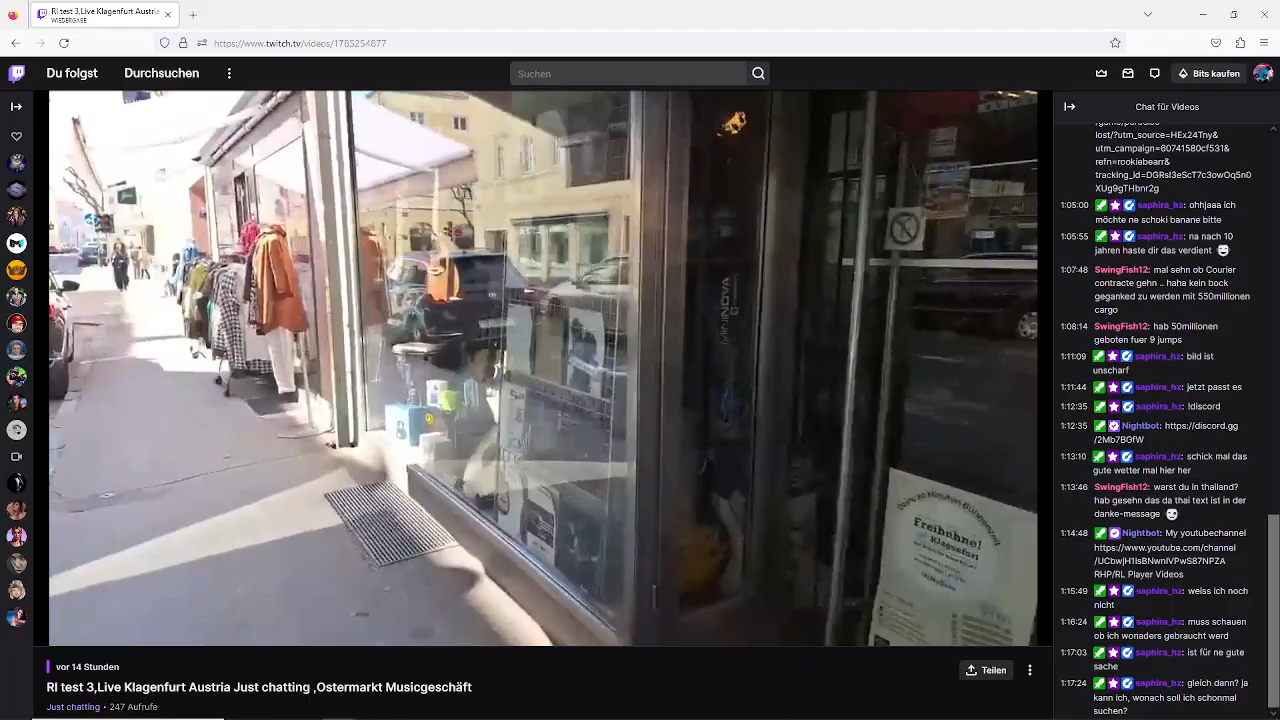 RI test 3,Live Klagenfurt Austria
WIEDERGABE
https://www.twitch.tv/videos/1785254877
Du folgst
Durchsuchen
Suchen
Bits kaufen
Chat für Videos
lost/?utm_source=HEx24Tny&
utm_campaign=60741580cf531&
refn=rookiebear&
tracking_id=DGRsI3eScT7c3owOq5n0
XUg9gTHbnr2g
1:05:00 saphira_hz: ohhjaaa Ich
möchte ne schoki banane bitte
1:05:55 saphira_hz: na nach 10
jahren haste dir das verdient
1:07:48 SwingFish12: mal sehn ob Courier
contracte gehn .. haha kein bock
geganked zu werden mit 550millionen
cargo
1:08:14 SwingFish12: hab 50millionen
geboten fuer 9 jumps
1:11:09 saphira_hz: bild ist
unscharf
1:11:44 saphira_hz: jetzt passt es
1:12:35 saphira_hz: !discord
1:12:35 Nightbot: https://discord.gg
/2Mb7BGfW
1:13:10 saphira_hz: schick mal das
gute wetter mal hier her
1:13:46 SwingFish12: warst du in thailand?
hab gesehn das da thai text ist in der
danke-message
1:14:48 Nightbot: My youtubechannel
https://www.youtube.com/channel
/UCowjH1IsBNwnIVPwS87NPZA
RHP/RL Player Videos
1:15:49 saphira_hz: weiss Ich noch
nicht
1:16:24 saphira_hz: muss schauen
ob ich wonaders gebraucht werd
1:17:03 saphira_hz: ist für ne gute
sache
1:17:24 saphira_hz: gleich dann? Ja
kann ich, wonach soll ich schonmal
suchen?
MINI NOVA
Freibühne!
Klagenfurt
vor 14 Stunden
Teilen
RI test 3,Live Klagenfurt Austria Just chatting ,Ostermarkt Musicgeschäft
Just chatting • 247 Aufrufe